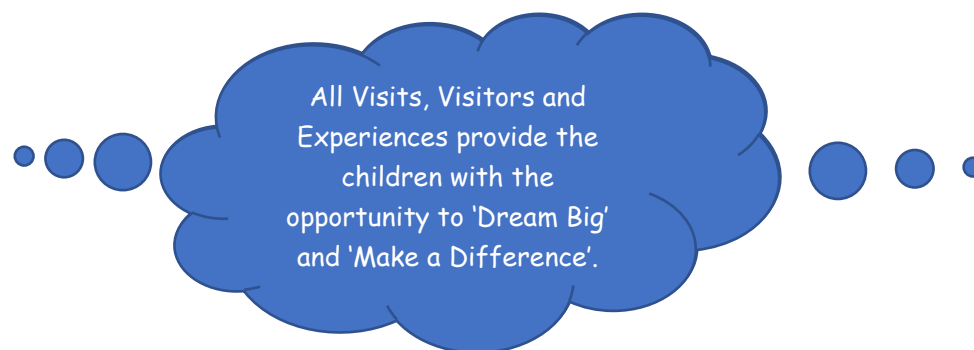 All Visits, Visitors and
Experiences provide the
children with the
opportunity to ‘Dream Big’
and ‘Make a Difference’.